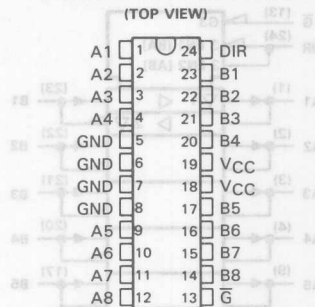 (TOP VIEW)
A1 1 24 DIR
A2 2 23 B1
A3 3 22 B2
A4 4 21 B3
GND 5 20 B4
GND 6 19 VCC
GND 7 18 VCC
GND 8 17 B5
A5 9 16 B6
A6 10 15 B7
A7 11 14 B8
A8 12 13 G̅